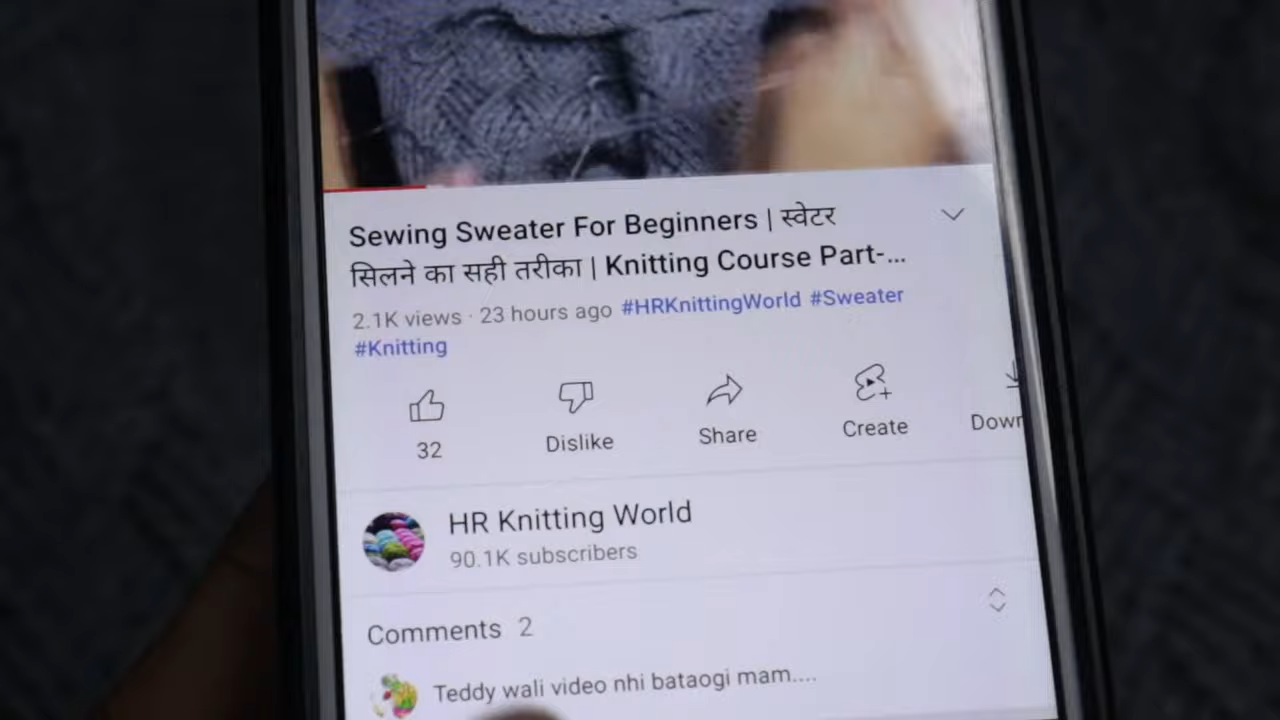 Sewing Sweater For Beginners | स्वेटर
सिलने का सही तरीका | Knitting Course Part-...
2.1K views · 23 hours ago #HRKnittingWorld #Sweater
#Knitting
32 Dislike Share Create Down
HR Knitting World
90.1K subscribers
Comments 2
Teddy wali video nhi bataogi mam....